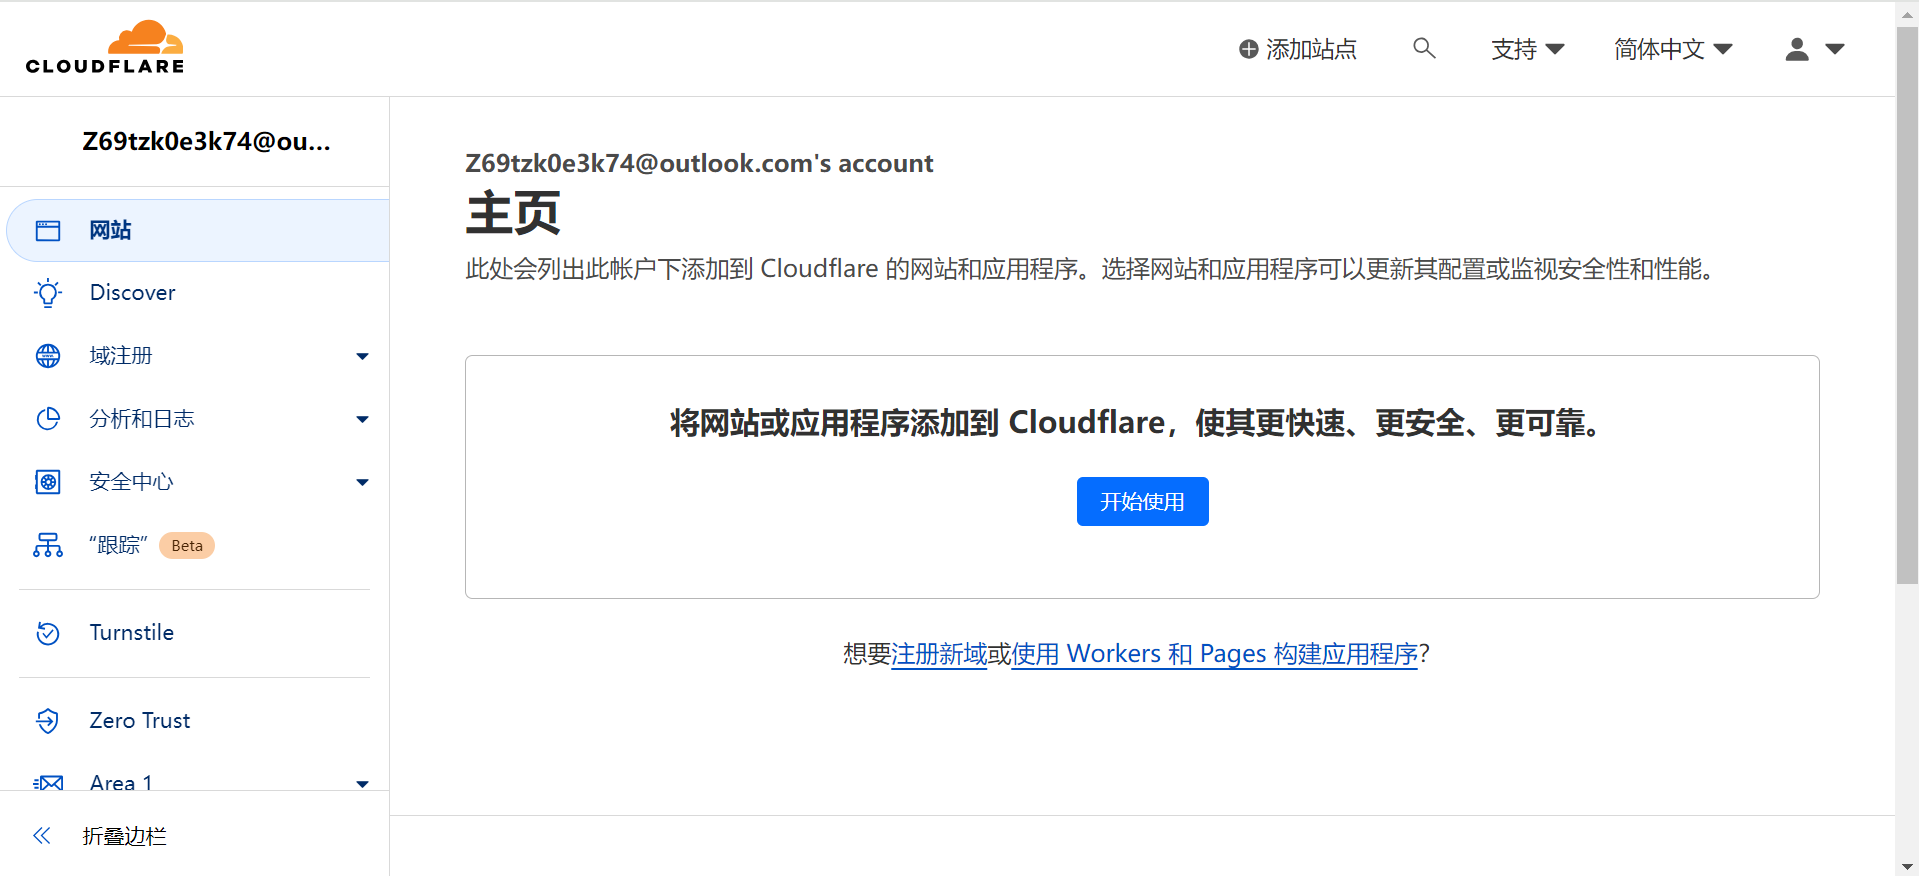 CLOUDFLARE
添加站点
支持
简体中文
Z69tzk0e3k74@ou...
网站
Discover
域注册
分析和日志
安全中心
“跟踪” Beta
Turnstile
Zero Trust
Area 1
折叠边栏
Z69tzk0e3k74@outlook.com's account
主页
此处会列出此帐户下添加到 Cloudflare 的网站和应用程序。选择网站和应用程序可以更新其配置或监视安全性和性能。
将网站或应用程序添加到 Cloudflare，使其更快速、更安全、更可靠。
开始使用
想要注册新域或使用 Workers 和 Pages 构建应用程序？